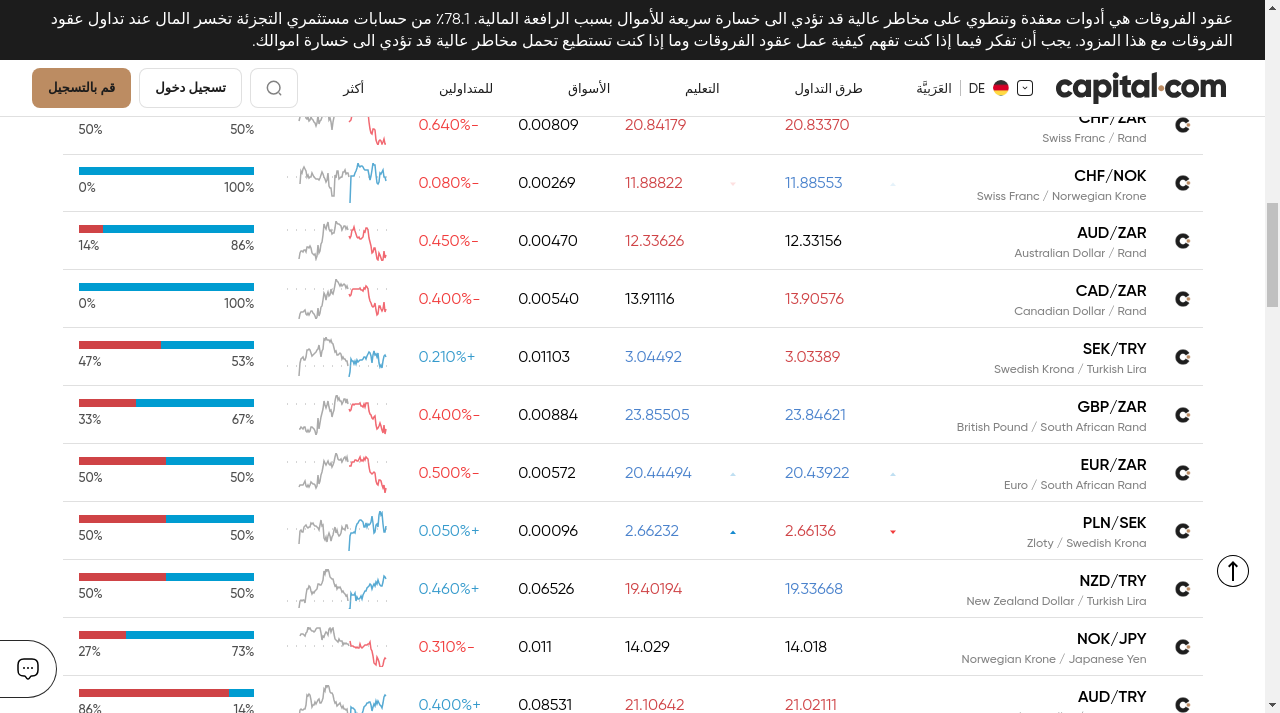 عقود الفروقات هي أدوات معقدة وتنطوي على مخاطر عالية قد تؤدي الى خسارة سريعة للأموال بسبب الرافعة المالية. 78.1٪ من حسابات مستثمري التجزئة تخسر المال عند تداول عقود
الفروقات مع هذا المزود. يجب أن تفكر فيما إذا كنت تفهم كيفية عمل عقود الفروقات وما إذا كنت تستطيع تحمل مخاطر عالية قد تؤدي الى خسارة اموالك.
capital.com DE العَرَبيَّة طرق التداول التعليم الأسواق للمتداولين أكثر تسجيل دخول قم بالتسجيل
CHF/ZAR 20.83370 20.84179 0.00809 0.640%- 50% 50%
Swiss Franc / Rand
CHF/NOK 11.88553 11.88822 0.00269 0.080%- 100% 0%
Swiss Franc / Norwegian Krone
AUD/ZAR 12.33156 12.33626 0.00470 0.450%- 86% 14%
Australian Dollar / Rand
CAD/ZAR 13.90576 13.91116 0.00540 0.400%- 100% 0%
Canadian Dollar / Rand
SEK/TRY 3.03389 3.04492 0.01103 0.210%+ 53% 47%
Swedish Krona / Turkish Lira
GBP/ZAR 23.84621 23.85505 0.00884 0.400%- 67% 33%
British Pound / South African Rand
EUR/ZAR 20.43922 20.44494 0.00572 0.500%- 50% 50%
Euro / South African Rand
PLN/SEK 2.66136 2.66232 0.00096 0.050%+ 50% 50%
Zloty / Swedish Krona
NZD/TRY 19.33668 19.40194 0.06526 0.460%+ 50% 50%
New Zealand Dollar / Turkish Lira
NOK/JPY 14.018 14.029 0.011 0.310%- 73% 27%
Norwegian Krone / Japanese Yen
AUD/TRY 21.02111 21.10642 0.08531 0.400%+ 14% 86%